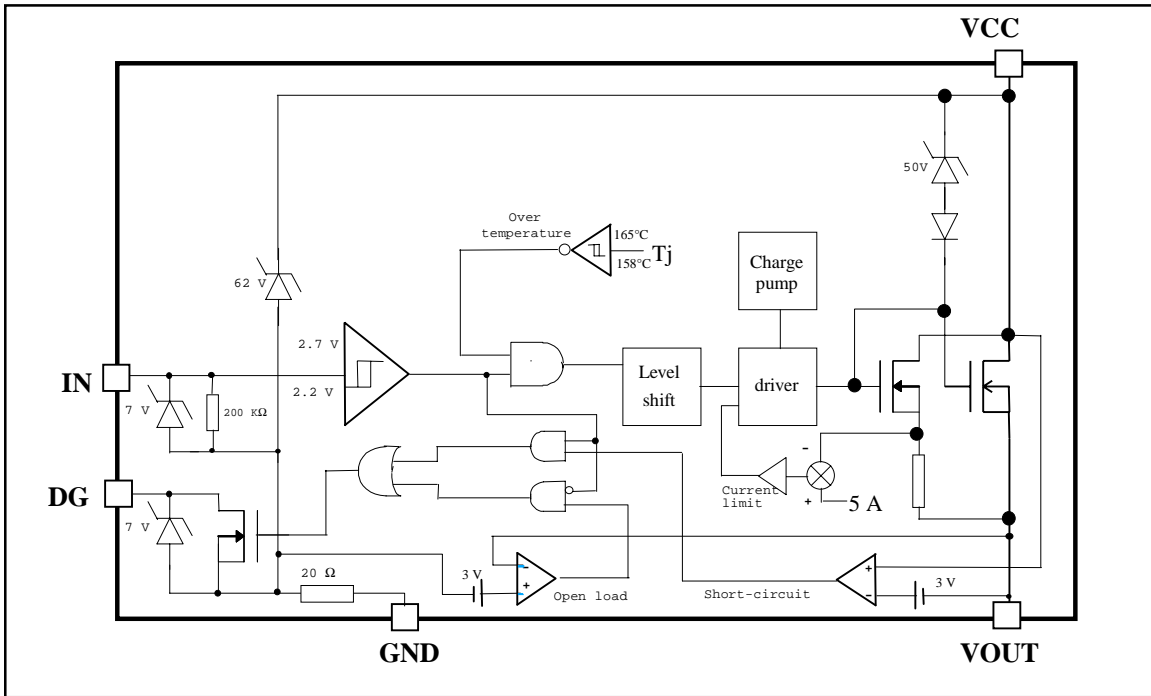 VCC
50V
Over
temperature
165°C
158°C
Tj
Charge
pump
62 V
2.7 V
2.2 V
IN
7 V
200 KΩ
Level
shift
driver
DG
7 V
-
+
Current
limit
5 A
20 Ω
3 V
-
+
Open load
Short-circuit
+
-
3 V
GND
VOUT